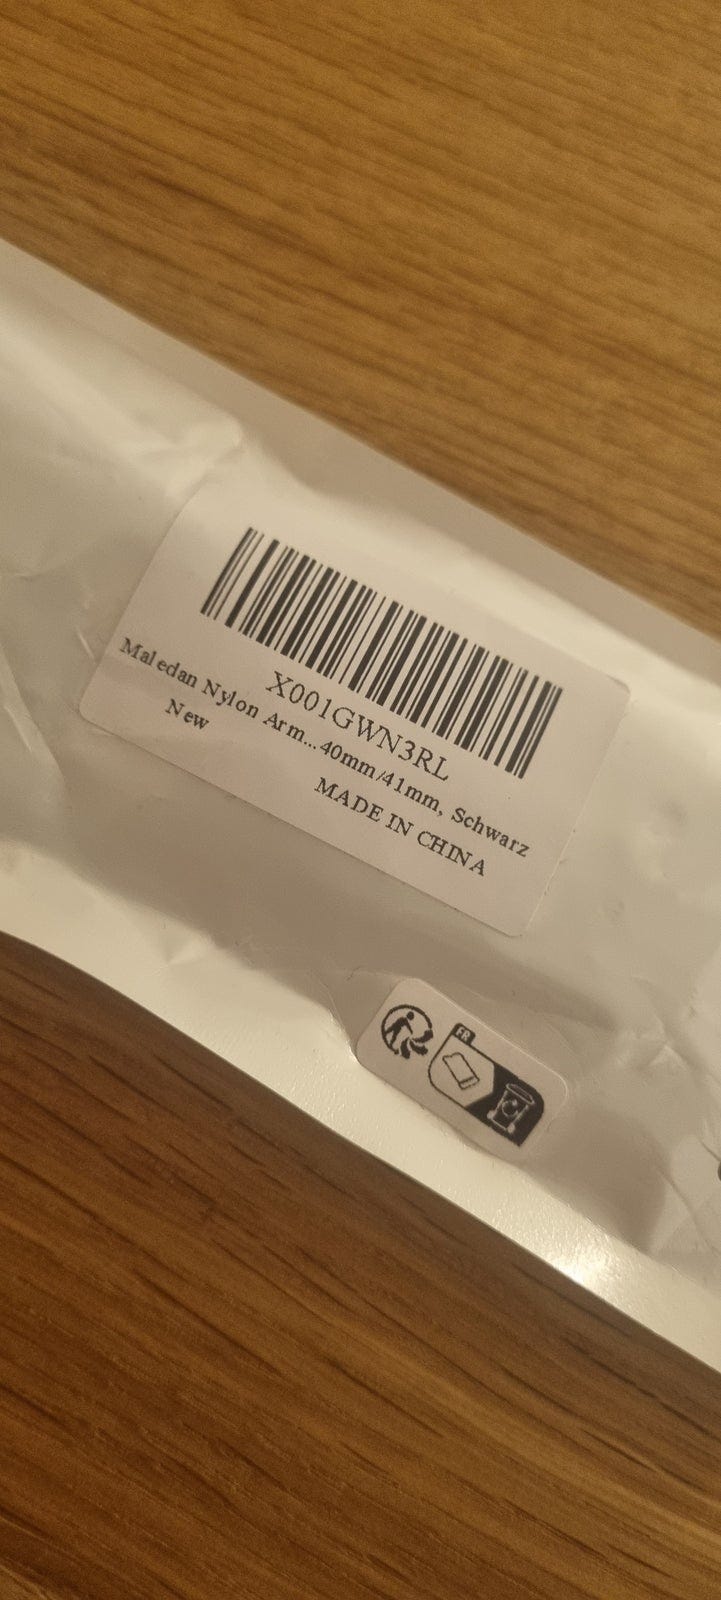 X001GWN3RL
Maledan Nylon Arm...40mm/41mm, Schwarz
New
MADE IN CHINA
FR